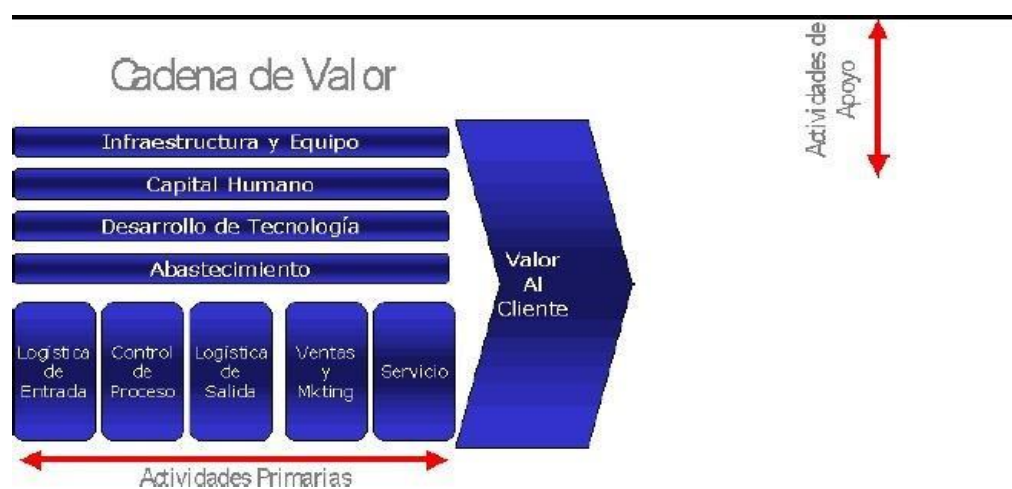 Cadena de Valor
Actividades de
Apoyo
Infraestructura y Equipo
Capital Humano
Desarrollo de Tecnología
Abastecimiento
Valor
Al
Cliente
Logística
de
Entrada
Control
de
Proceso
Logística
de
Salida
Ventas
y
Mkting
Servicio
Actividades Primarias